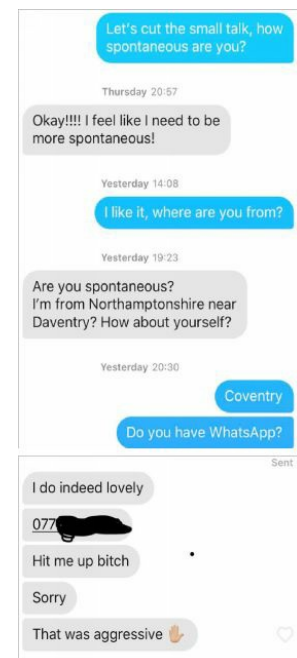 Let's cut the small talk, how
spontaneous are you?
Thursday 20:57
Okay!!!! I feel like I need to be
more spontaneous!
Yesterday 14:08
I like it, where are you from?
Yesterday 19:23
Are you spontaneous?
I'm from Northamptonshire near
Daventry? How about yourself?
Yesterday 20:30
Coventry
Do you have WhatsApp?
Sent
I do indeed lovely
077
Hit me up bitch
Sorry
That was aggressive ✋🏼